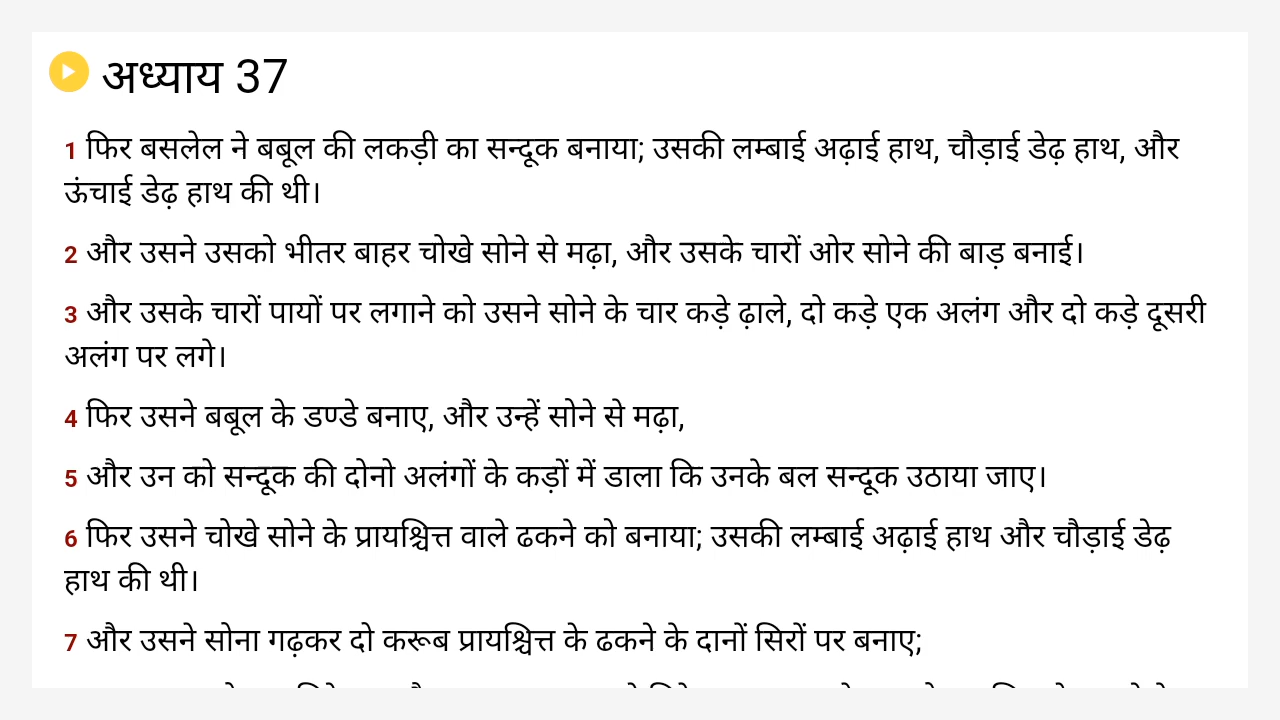 अध्याय 37
1 फिर बसलेल ने बबूल की लकड़ी का सन्दूक बनाया; उसकी लम्बाई अढ़ाई हाथ, चौड़ाई डेढ़ हाथ, और
ऊंचाई डेढ़ हाथ की थी।
2 और उसने उसको भीतर बाहर चोखे सोने से मढ़ा, और उसके चारों ओर सोने की बाड़ बनाई।
3 और उसके चारों पायों पर लगाने को उसने सोने के चार कड़े ढ़ाले, दो कड़े एक अलंग और दो कड़े दूसरी
अलंग पर लगे।
4 फिर उसने बबूल के डण्डे बनाए, और उन्हें सोने से मढ़ा,
5 और उन को सन्दूक की दोनो अलंगों के कड़ों में डाला कि उनके बल सन्दूक उठाया जाए।
6 फिर उसने चोखे सोने के प्रायश्चित्त वाले ढकने को बनाया; उसकी लम्बाई अढ़ाई हाथ और चौड़ाई डेढ़
हाथ की थी।
7 और उसने सोना गढ़कर दो करूब प्रायश्चित्त के ढकने के दानों सिरों पर बनाए;